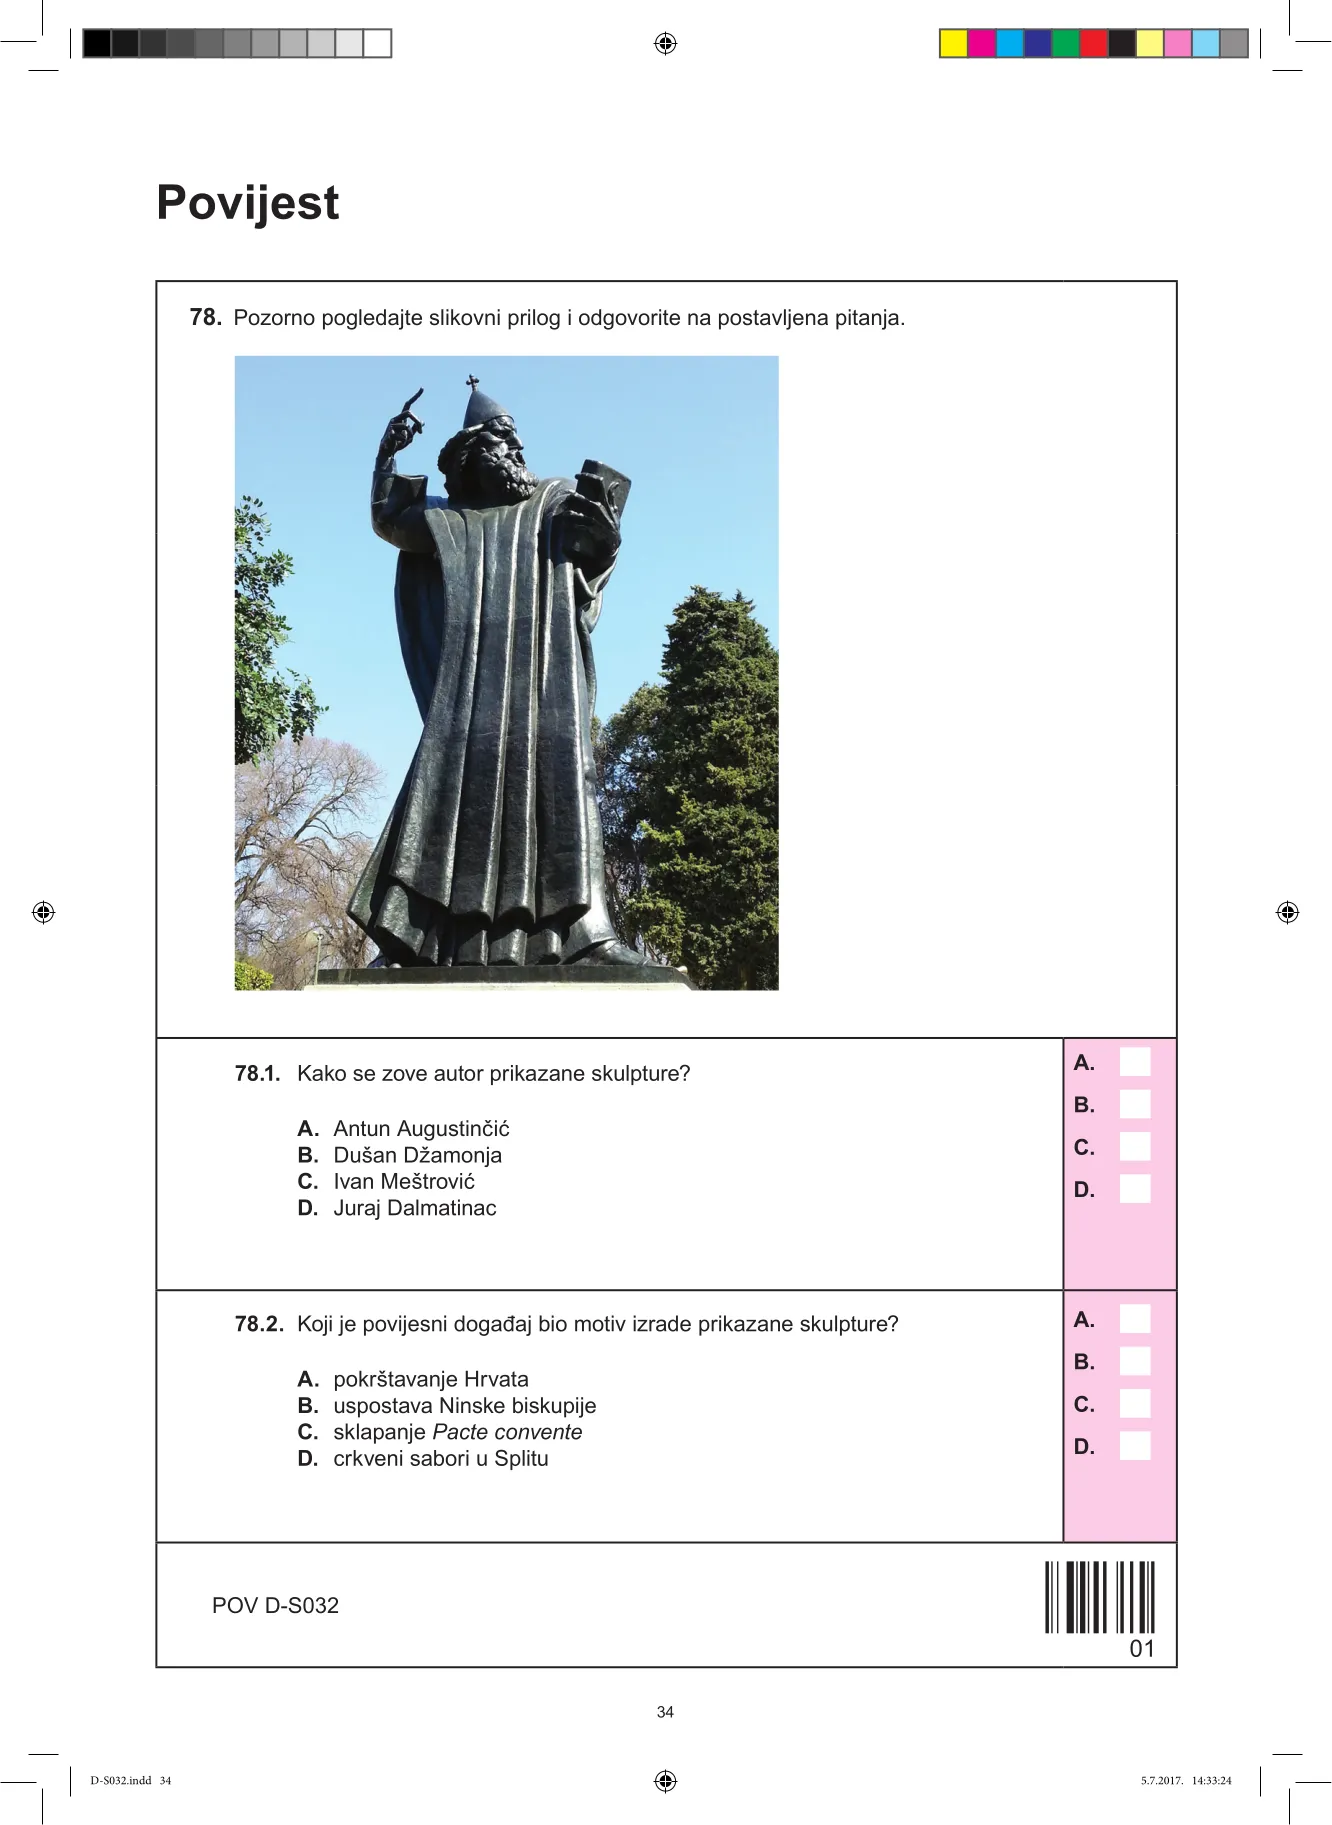 Povijest
78. Pozorno pogledajte slikovni prilog i odgovorite na postavljena pitanja.
78.1. Kako se zove autor prikazane skulpture?
A. Antun Augustinčić
B. Dušan Džamonja
C. Ivan Meštrović
D. Juraj Dalmatinac
A.
B.
C.
D.
78.2. Koji je povijesni događaj bio motiv izrade prikazane skulpture?
A. pokrštavanje Hrvata
B. uspostava Ninske biskupije
C. sklapanje Pacte convente
D. crkveni sabori u Splitu
A.
B.
C.
D.
POV D-S032
01
34
D-S032.indd 34
5.7.2017. 14:33:24